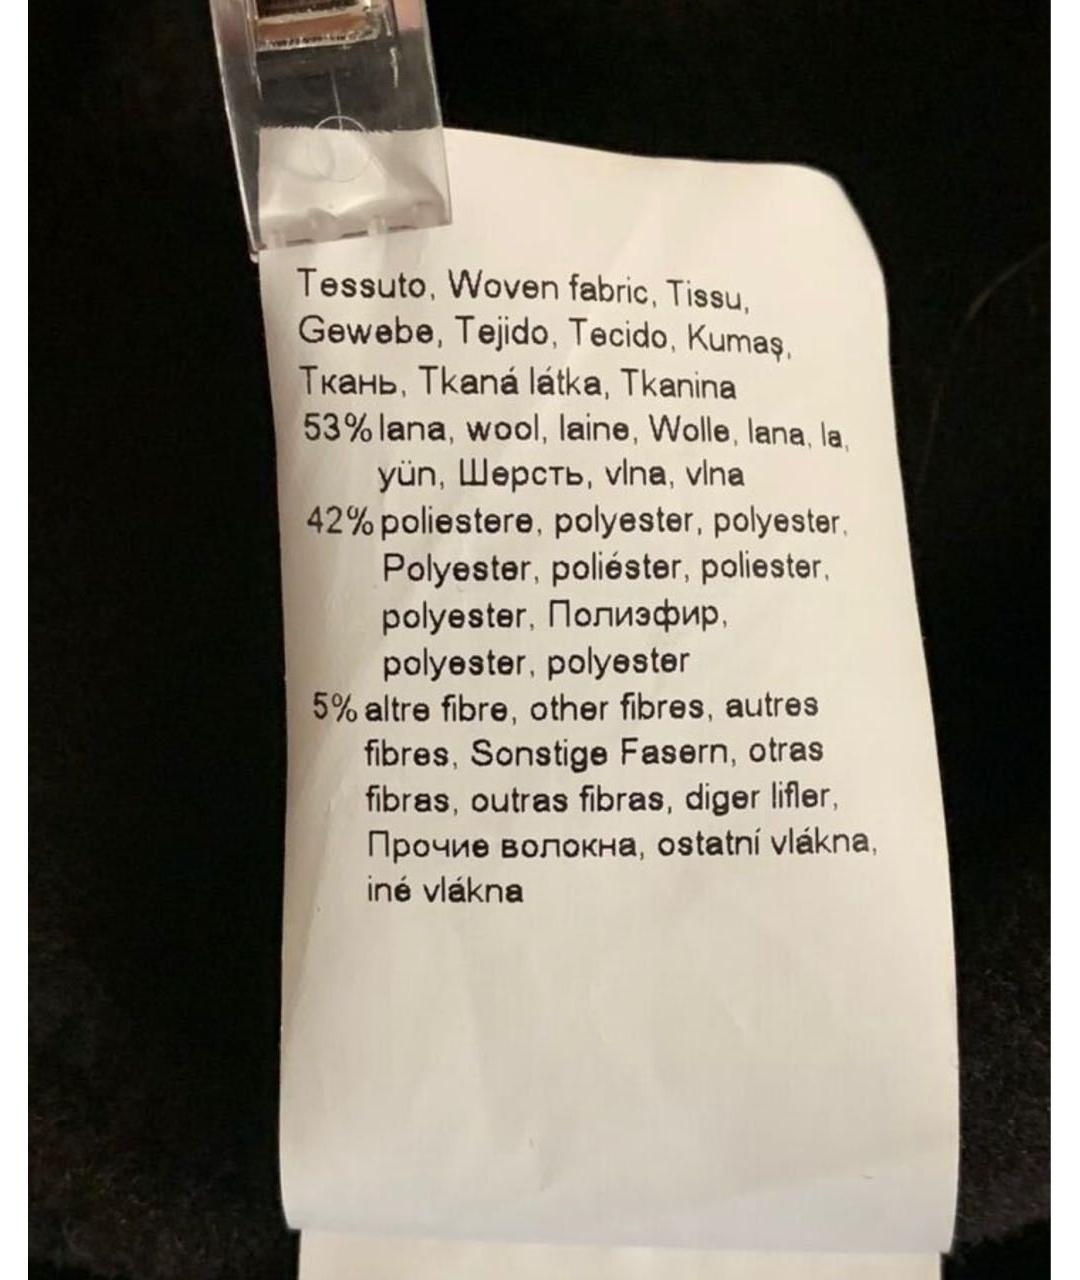 Tessuto, Woven fabric, Tissu,
Gewebe, Tejido, Tecido, Kumaş,
Ткань, Tkaná látka, Tkanina
53% lana, wool, laine, Wolle, lana, la,
yün, Шерсть, vlna, vlna
42% poliestere, polyester, polyester,
Polyester, poliéster, poliester,
polyester, Полиэфир,
polyester, polyester
5% altre fibre, other fibres, autres
fibres, Sonstige Fasern, otras
fibras, outras fibras, diger lifler,
Прочие волокна, ostatní vlákna,
iné vlákna